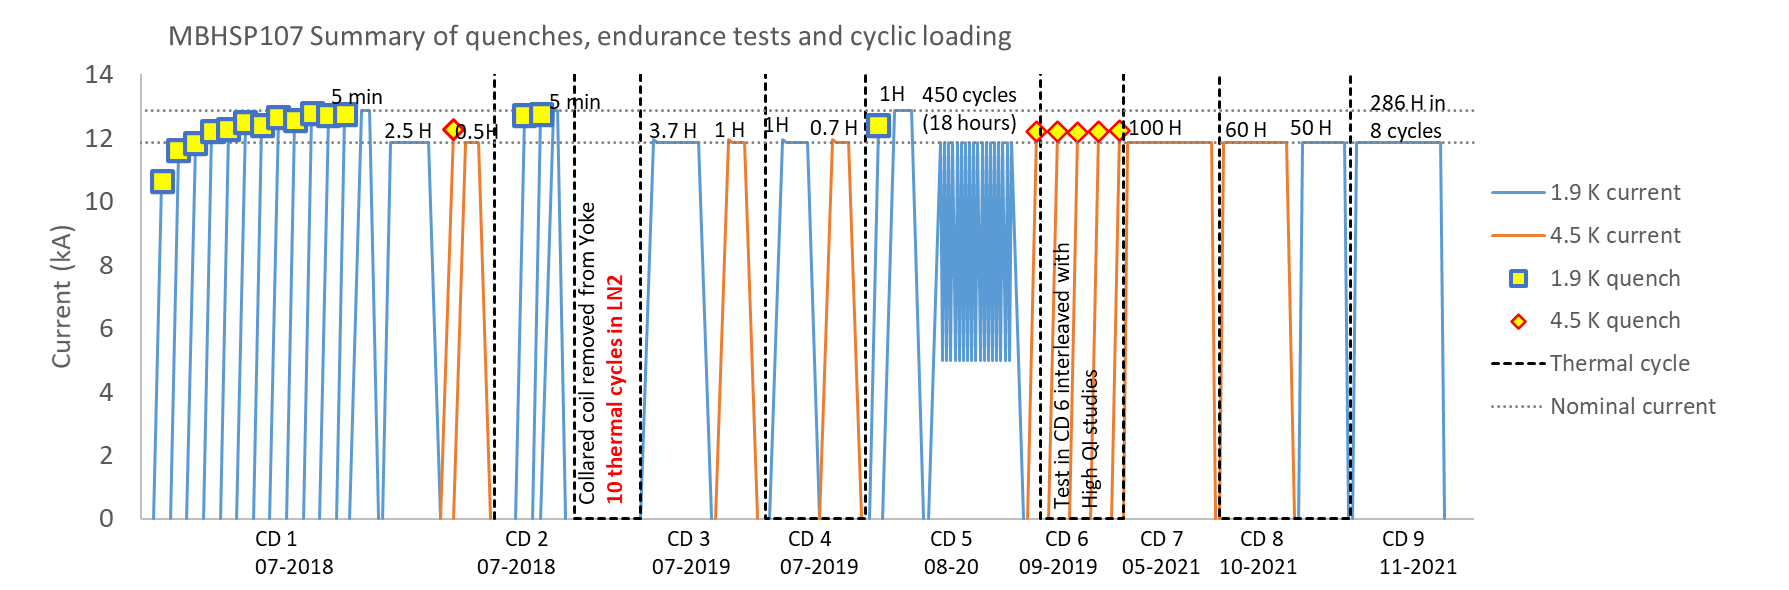 MBHSP107 Summary of quenches, endurance tests and cyclic loading
Current (kA)
14
12
10
8
6
4
2
0
5 min
2.5 H
0.5H
5 min
Collared coil removed from Yoke
10 thermal cycles in LN2
3.7 H
1 H
1H
0.7 H
1H
450 cycles
(18 hours)
Test in CD 6 interleaved with
High QI studies
100 H
60 H
50 H
286 H in
8 cycles
CD 1
07-2018
CD 2
07-2018
CD 3
07-2019
CD 4
07-2019
CD 5
08-20
CD 6
09-2019
CD 7
05-2021
CD 8
10-2021
CD 9
11-2021
1.9 K current
4.5 K current
1.9 K quench
4.5 K quench
Thermal cycle
Nominal current